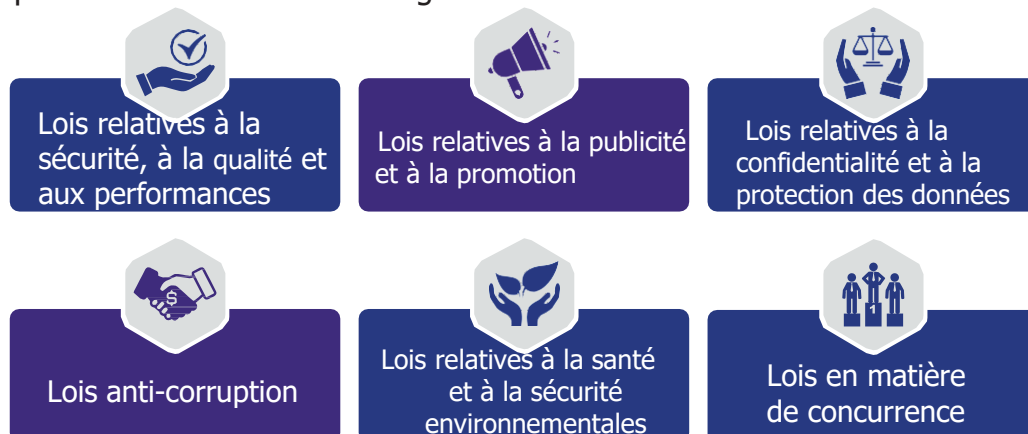 Lois relatives à la
sécurité, à la qualité et
aux performances
Lois relatives à la publicité
et à la promotion
Lois relatives à la
confidentialité et à la
protection des données
$
Lois anti-corruption
Lois relatives à la santé
et à la sécurité
environnementales
1
Lois en matière
de concurrence